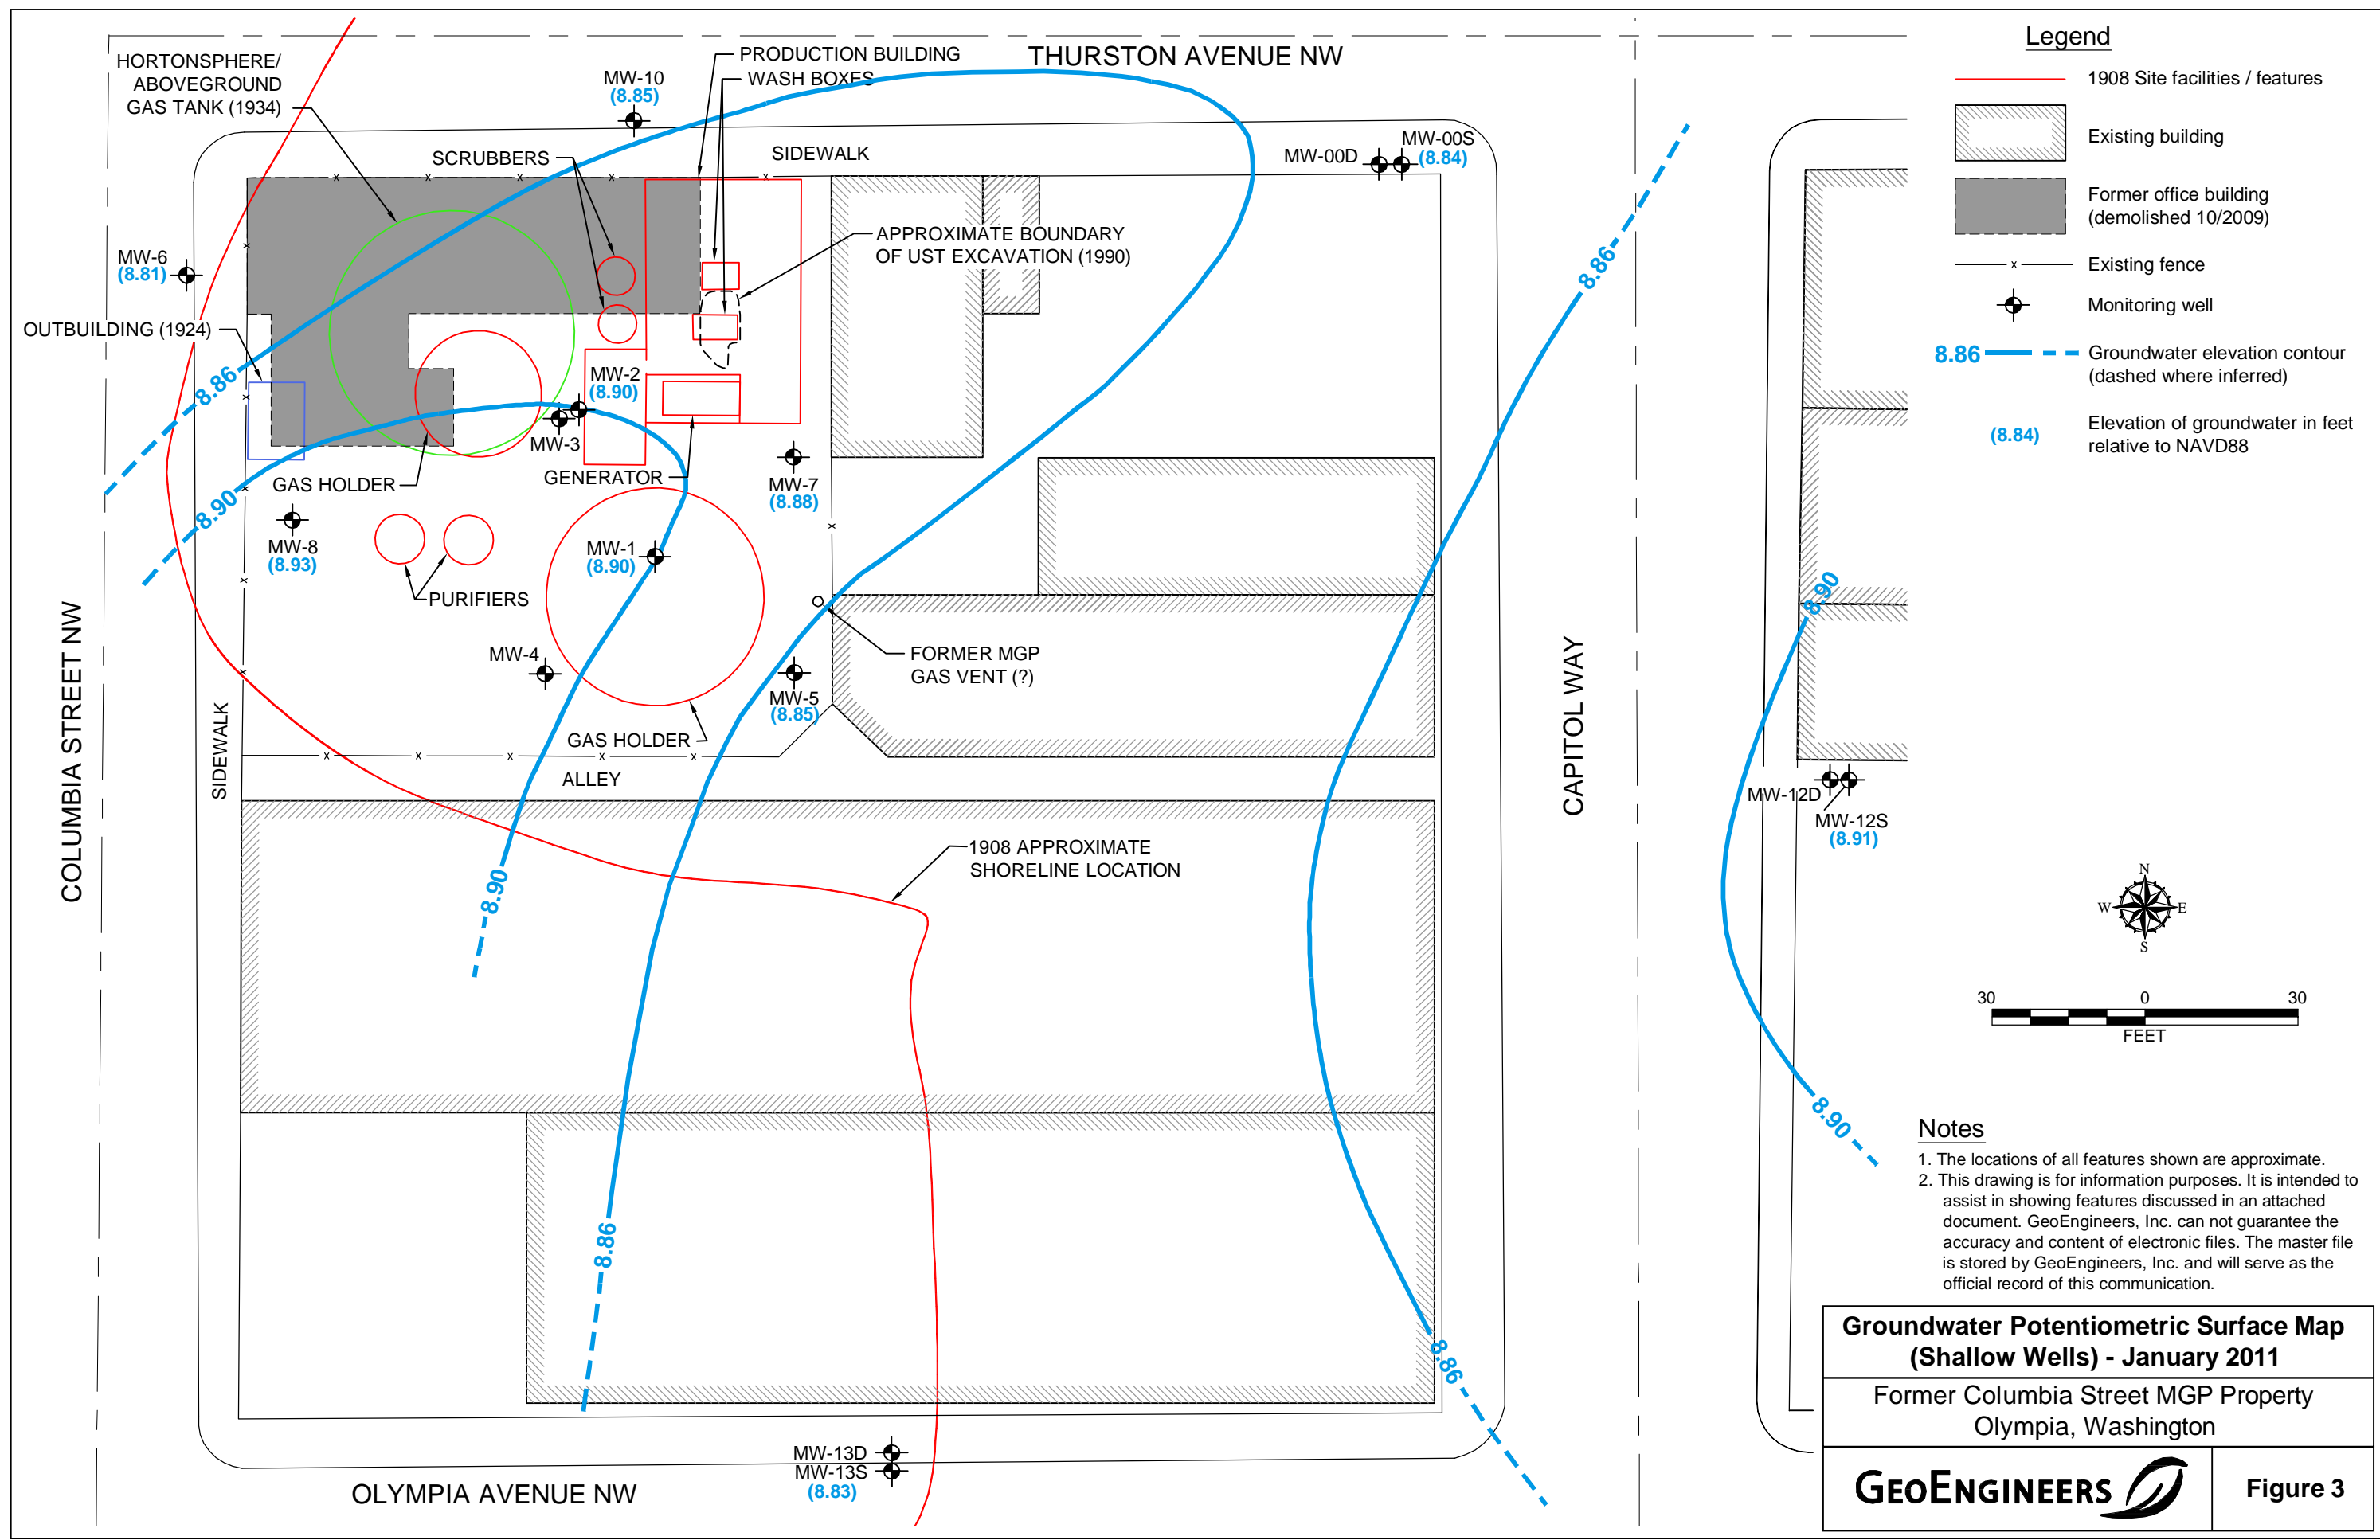 HORTONSPHERE/
ABOVEGROUND
GAS TANK (1934)
MW-10
(8.85)
PRODUCTION BUILDING
WASH BOXES
THURSTON AVENUE NW
SCRUBBERS
SIDEWALK
MW-00D
MW-00S
(8.84)
MW-6
(8.81)
APPROXIMATE BOUNDARY
OF UST EXCAVATION (1990)
8.86
OUTBUILDING (1924)
8.86
MW-2
(8.90)
MW-3
GAS HOLDER
GENERATOR
MW-7
(8.88)
8.90
MW-8
(8.93)
MW-1
(8.90)
PURIFIERS
8.90
FORMER MGP
GAS VENT (?)
MW-4
MW-5
(8.85)
GAS HOLDER
ALLEY
SIDEWALK
COLUMBIA STREET NW
CAPITOL WAY
MW-12D
MW-12S
(8.91)
1908 APPROXIMATE
SHORELINE LOCATION
8.90
8.90
8.86
8.86
MW-13D
MW-13S
(8.83)
OLYMPIA AVENUE NW
Legend
1908 Site facilities / features
Existing building
Former office building
(demolished 10/2009)
x
Existing fence
Monitoring well
8.86
Groundwater elevation contour
(dashed where inferred)
(8.84)
Elevation of groundwater in feet
relative to NAVD88
N
W E
S
30 0 30
FEET
Notes
1. The locations of all features shown are approximate.
2. This drawing is for information purposes. It is intended to
assist in showing features discussed in an attached
document. GeoEngineers, Inc. can not guarantee the
accuracy and content of electronic files. The master file
is stored by GeoEngineers, Inc. and will serve as the
official record of this communication.
Groundwater Potentiometric Surface Map
(Shallow Wells) - January 2011
Former Columbia Street MGP Property
Olympia, Washington
GEOENGINEERS
Figure 3